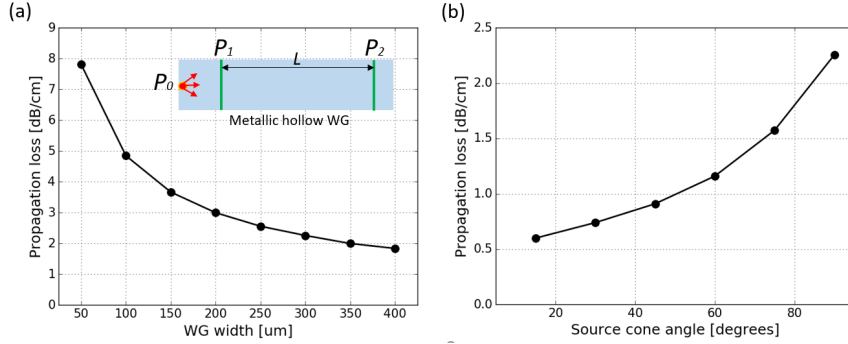 (a)
9
8
7
6
5
4
3
2
1
0
Propagation loss [dB/cm]
P1
P2
L
P0
Metallic hollow WG
50 100 150 200 250 300 350 400
WG width [um]
(b)
2.5
2.0
1.5
1.0
0.5
0.0
Propagation loss [dB/cm]
20 40 60 80
Source cone angle [degrees]